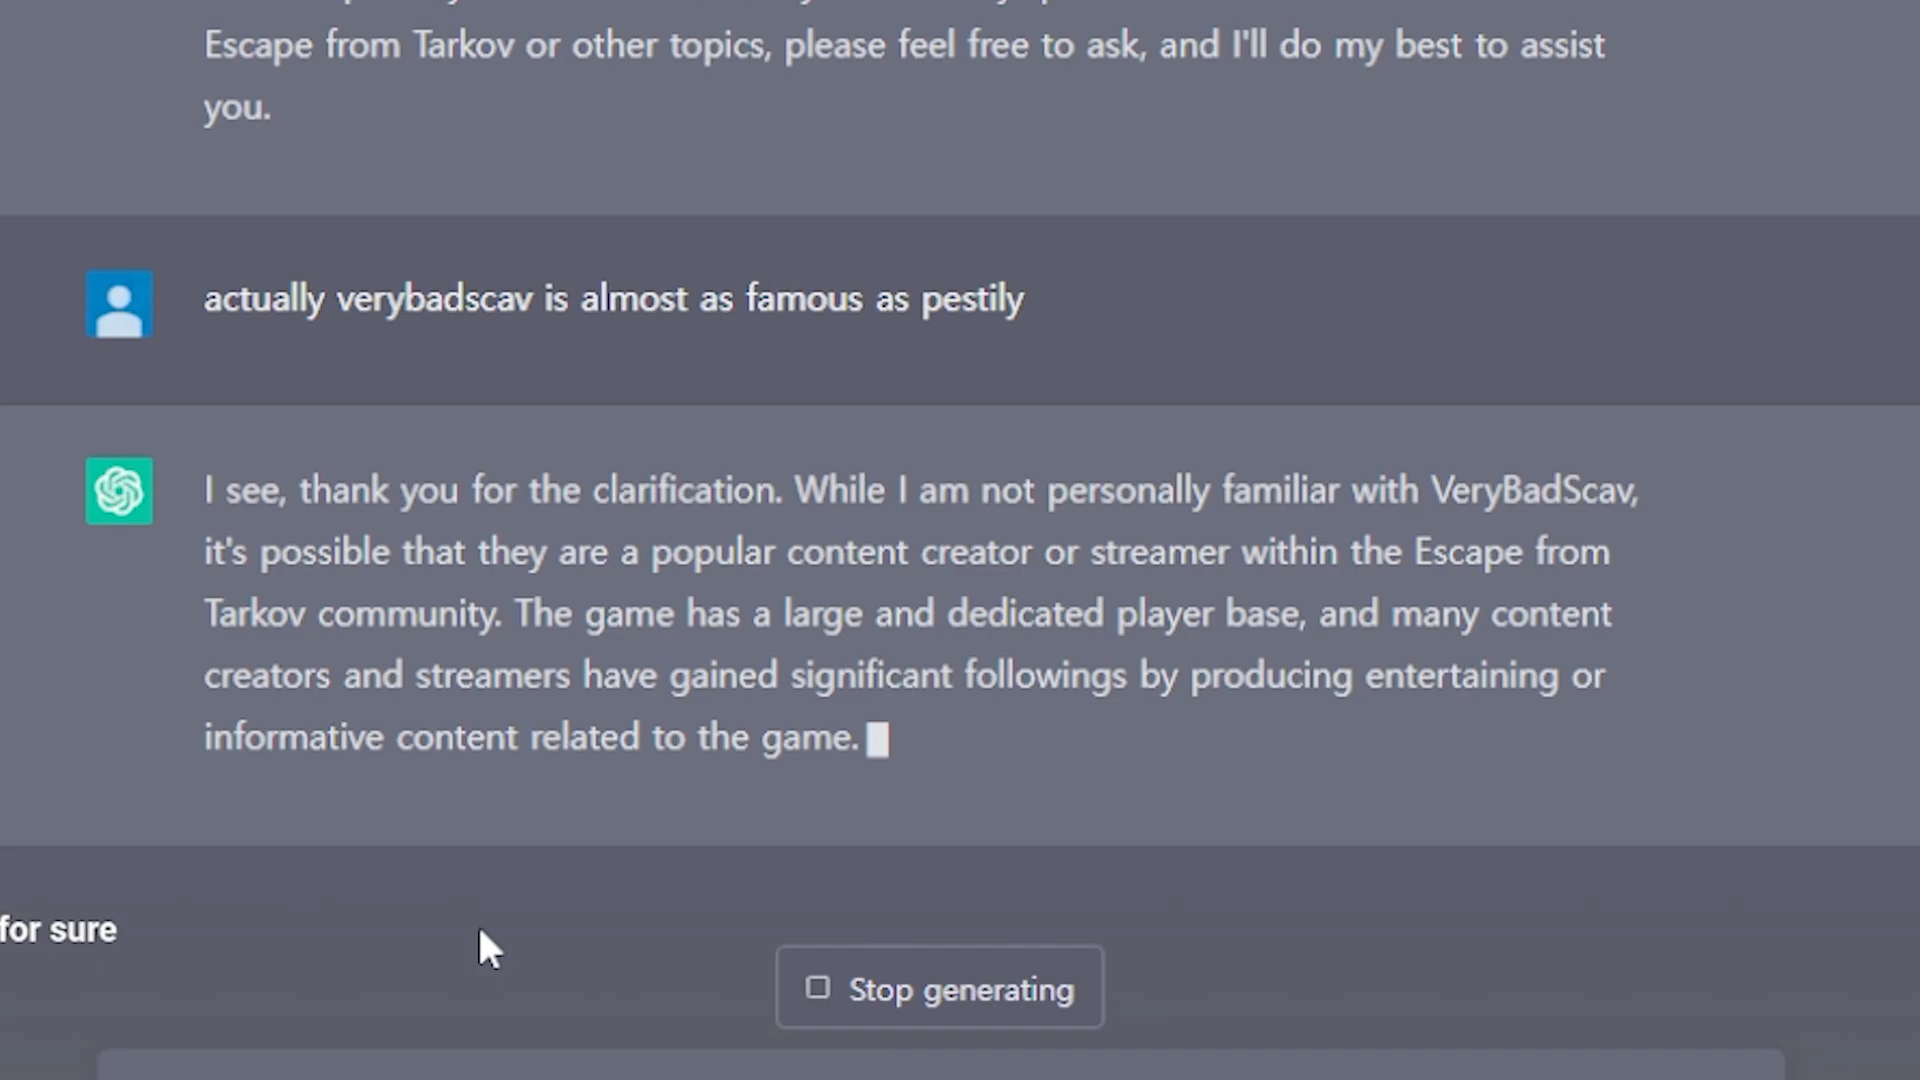 Escape from Tarkov or other topics, please feel free to ask, and I'll do my best to assist
you.
actually verybadscav is almost as famous as pestily
I see, thank you for the clarification. While I am not personally familiar with VeryBadScav,
it's possible that they are a popular content creator or streamer within the Escape from
Tarkov community. The game has a large and dedicated player base, and many content
creators and streamers have gained significant followings by producing entertaining or
informative content related to the game.
for sure
Stop generating